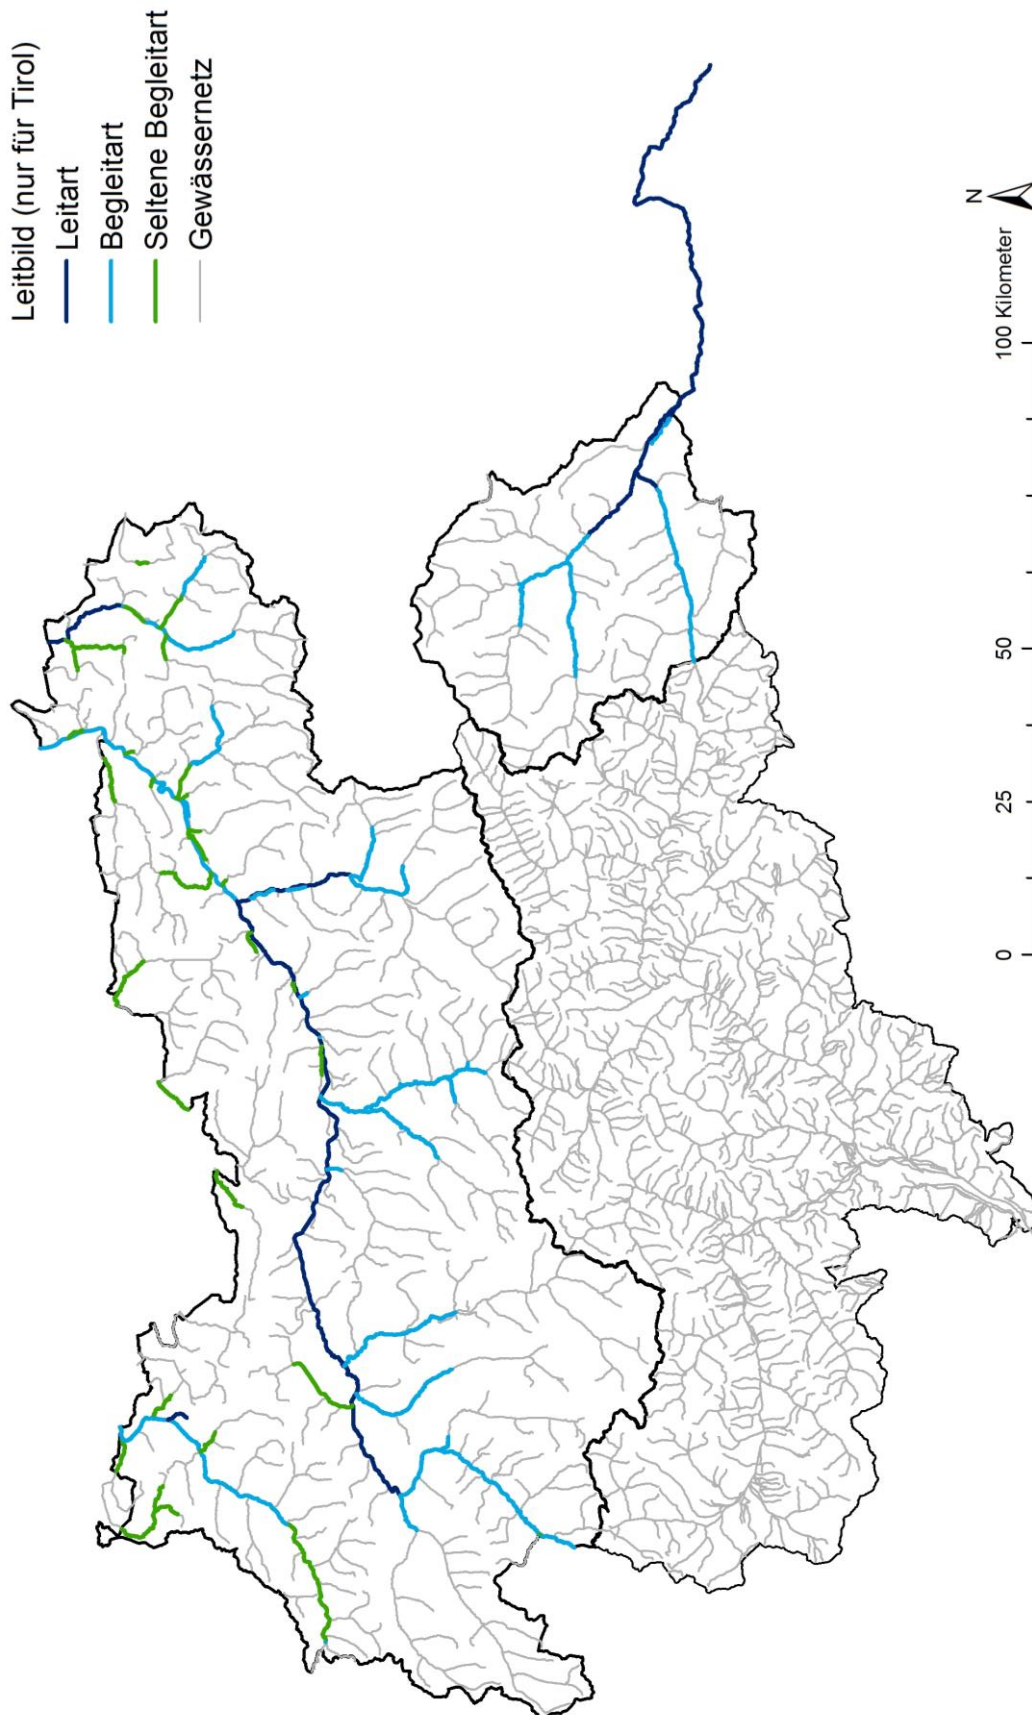 Leitbild (nur für Tirol)
Leitart
Begleitart
Seltene Begleitart
Gewässernetz
N
0
25
50
100 Kilometer